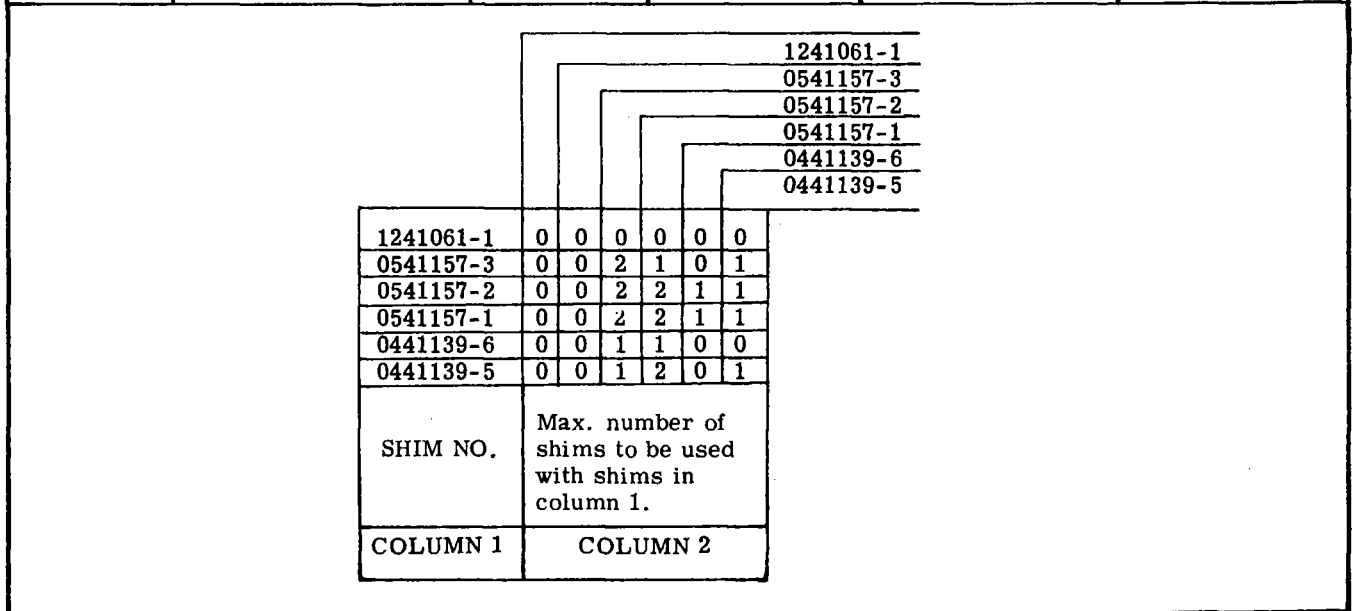 1241061-1
0541157-3
0541157-2
0541157-1
0441139-6
0441139-5
1241061-1 0 0 0 0 0 0
0541157-3 0 0 2 1 0 1
0541157-2 0 0 2 2 1 1
0541157-1 0 0 2 2 1 1
0441139-6 0 0 1 1 0 0
0441139-5 0 0 1 2 0 1
SHIM NO.
Max. number of
shims to be used
with shims in
column 1.
COLUMN 1 COLUMN 2